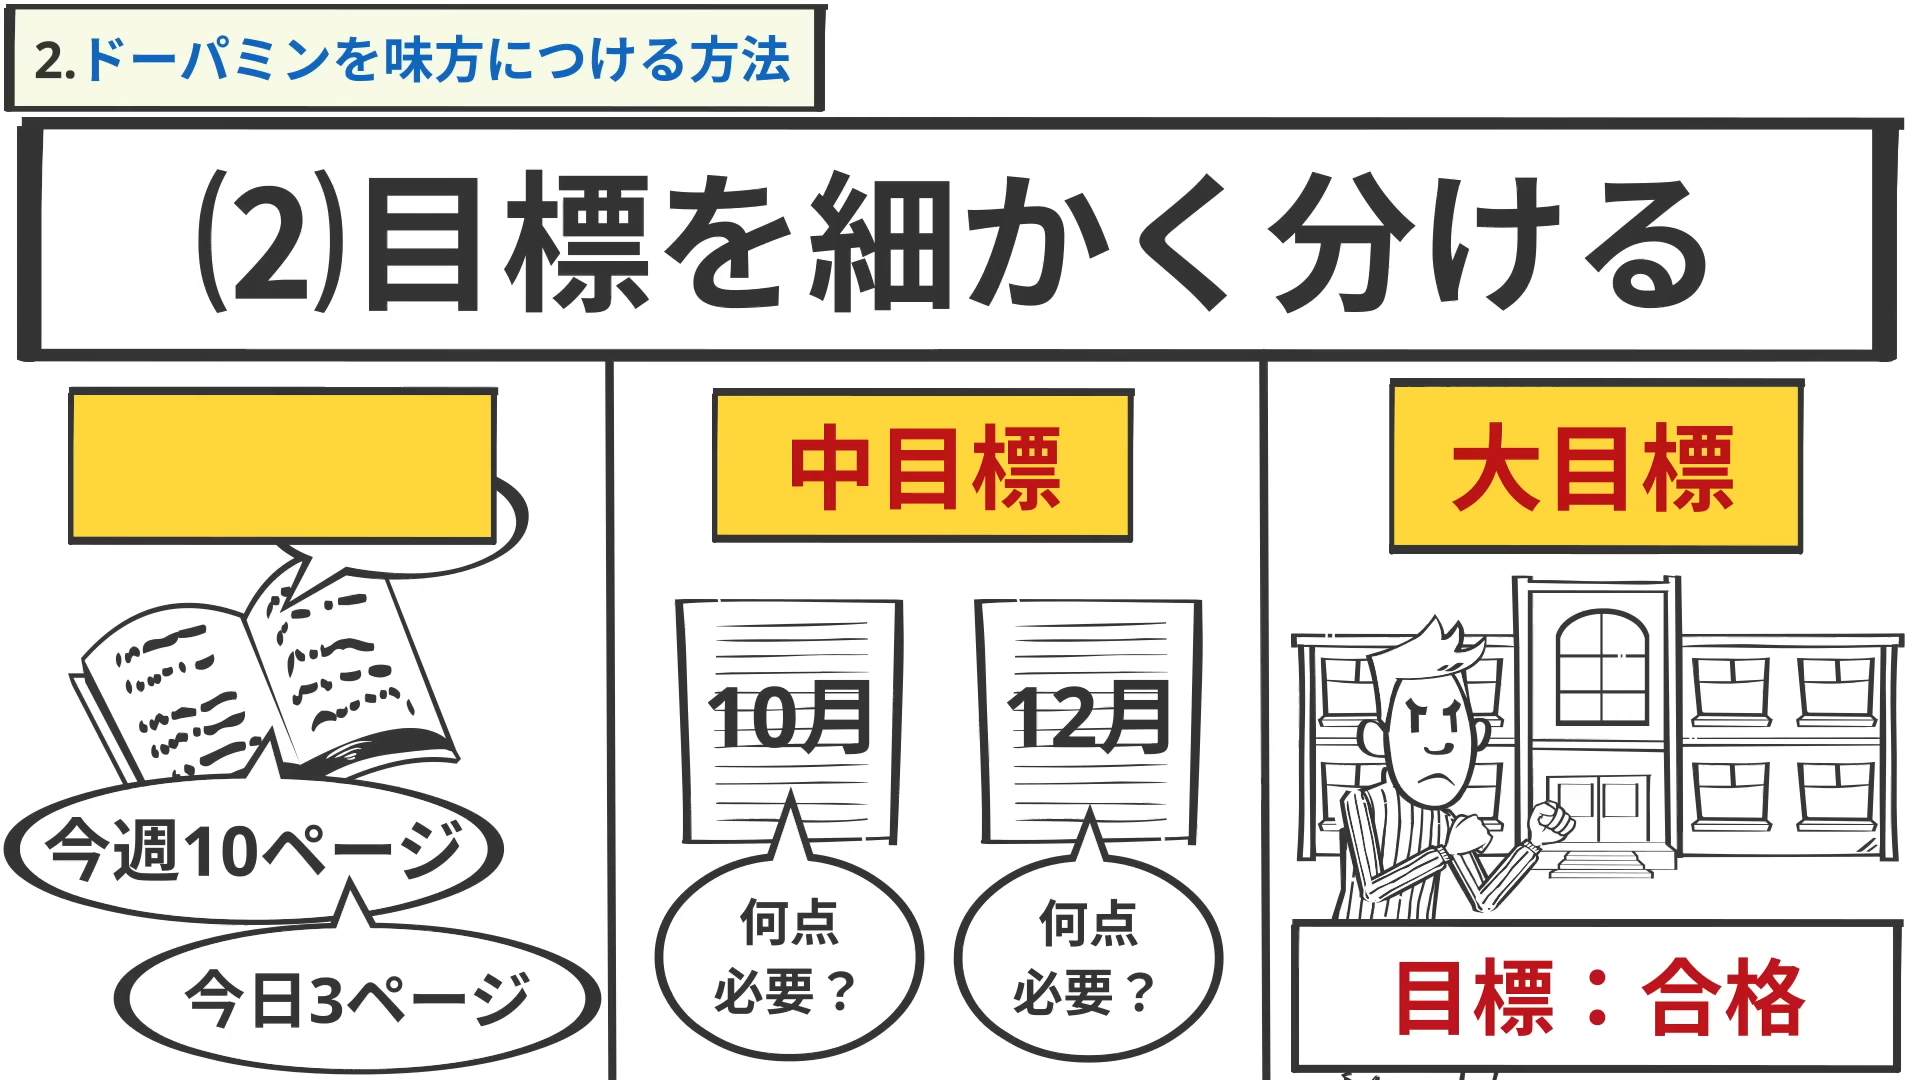 2.ドーパミンを味方につける方法
(2)目標を細かく分ける
中目標
大目標
10月
12月
今週10ページ
今日3ページ
何点
必要？
何点
必要？
目標：合格